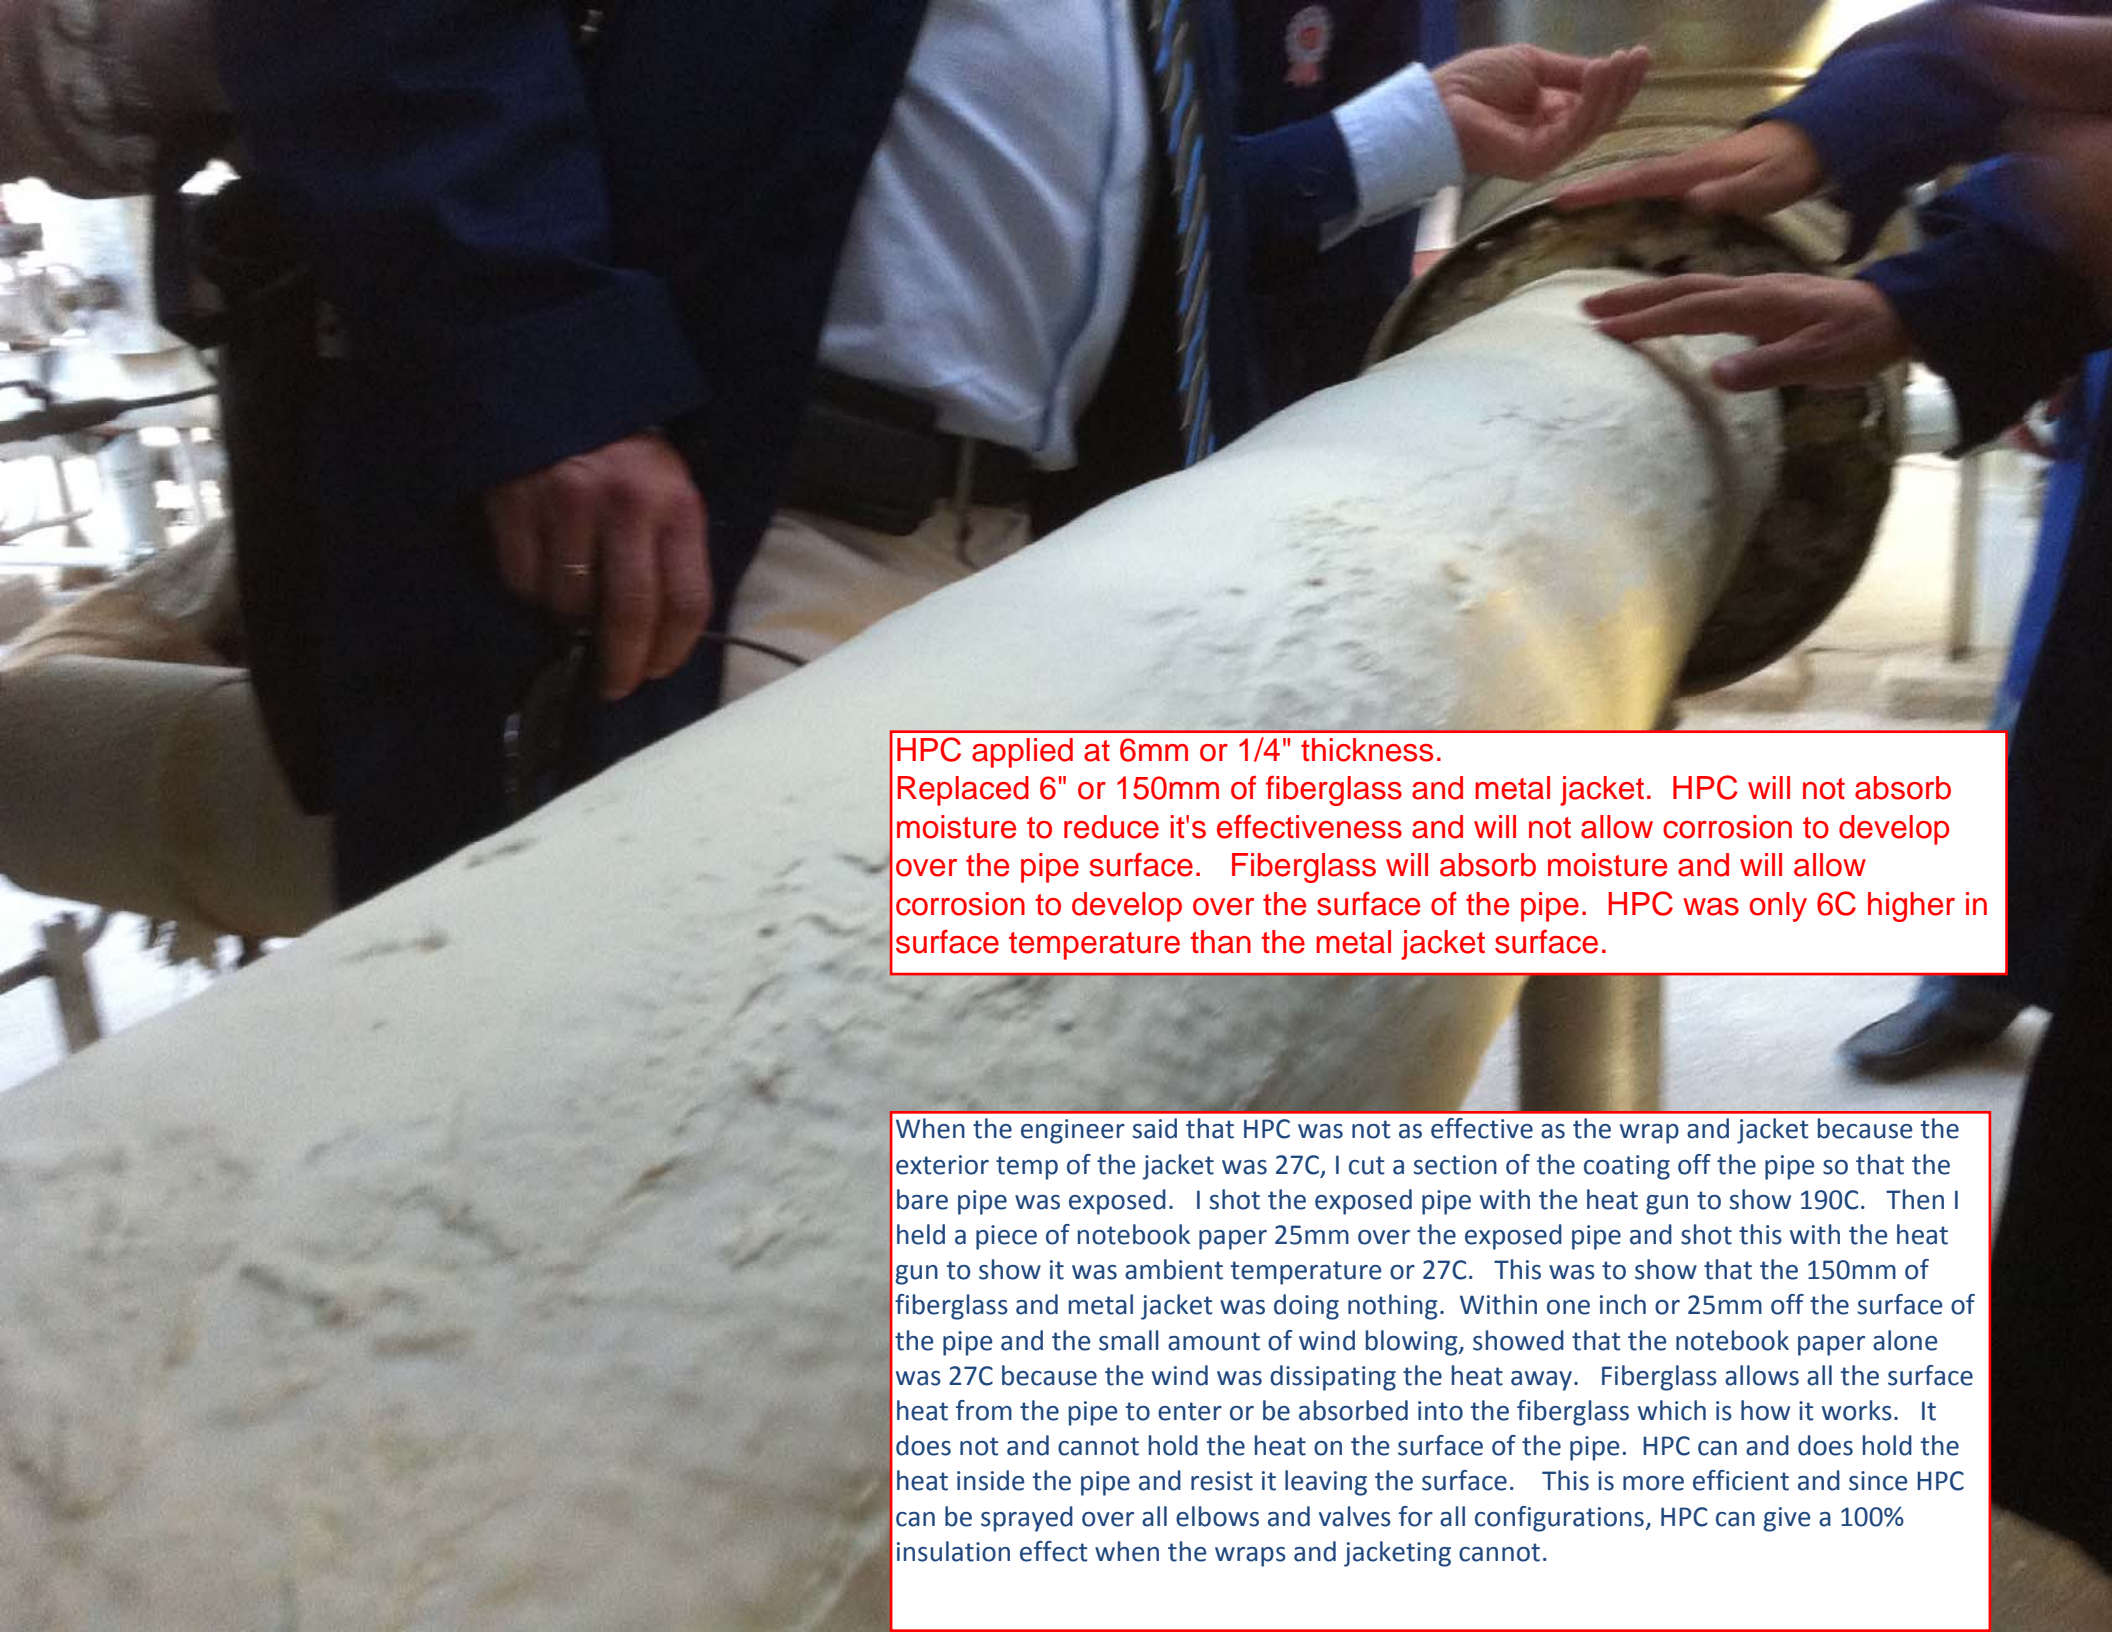 HPC applied at 6mm or 1/4" thickness.
Replaced 6" or 150mm of fiberglass and metal jacket.  HPC will not absorb
moisture to reduce it's effectiveness and will not allow corrosion to develop
over the pipe surface.   Fiberglass will absorb moisture and will allow
corrosion to develop over the surface of the pipe.  HPC was only 6C higher in
surface temperature than the metal jacket surface.
When the engineer said that HPC was not as effective as the wrap and jacket because the
exterior temp of the jacket was 27C, I cut a section of the coating off the pipe so that the
bare pipe was exposed.   I shot the exposed pipe with the heat gun to show 190C.   Then I
held a piece of notebook paper 25mm over the exposed pipe and shot this with the heat
gun to show it was ambient temperature or 27C.   This was to show that the 150mm of
fiberglass and metal jacket was doing nothing.  Within one inch or 25mm off the surface of
the pipe and the small amount of wind blowing, showed that the notebook paper alone
was 27C because the wind was dissipating the heat away.   Fiberglass allows all the surface
heat from the pipe to enter or be absorbed into the fiberglass which is how it works.   It
does not and cannot hold the heat on the surface of the pipe.  HPC can and does hold the
heat inside the pipe and resist it leaving the surface.    This is more efficient and since HPC
can be sprayed over all elbows and valves for all configurations, HPC can give a 100%
insulation effect when the wraps and jacketing cannot.